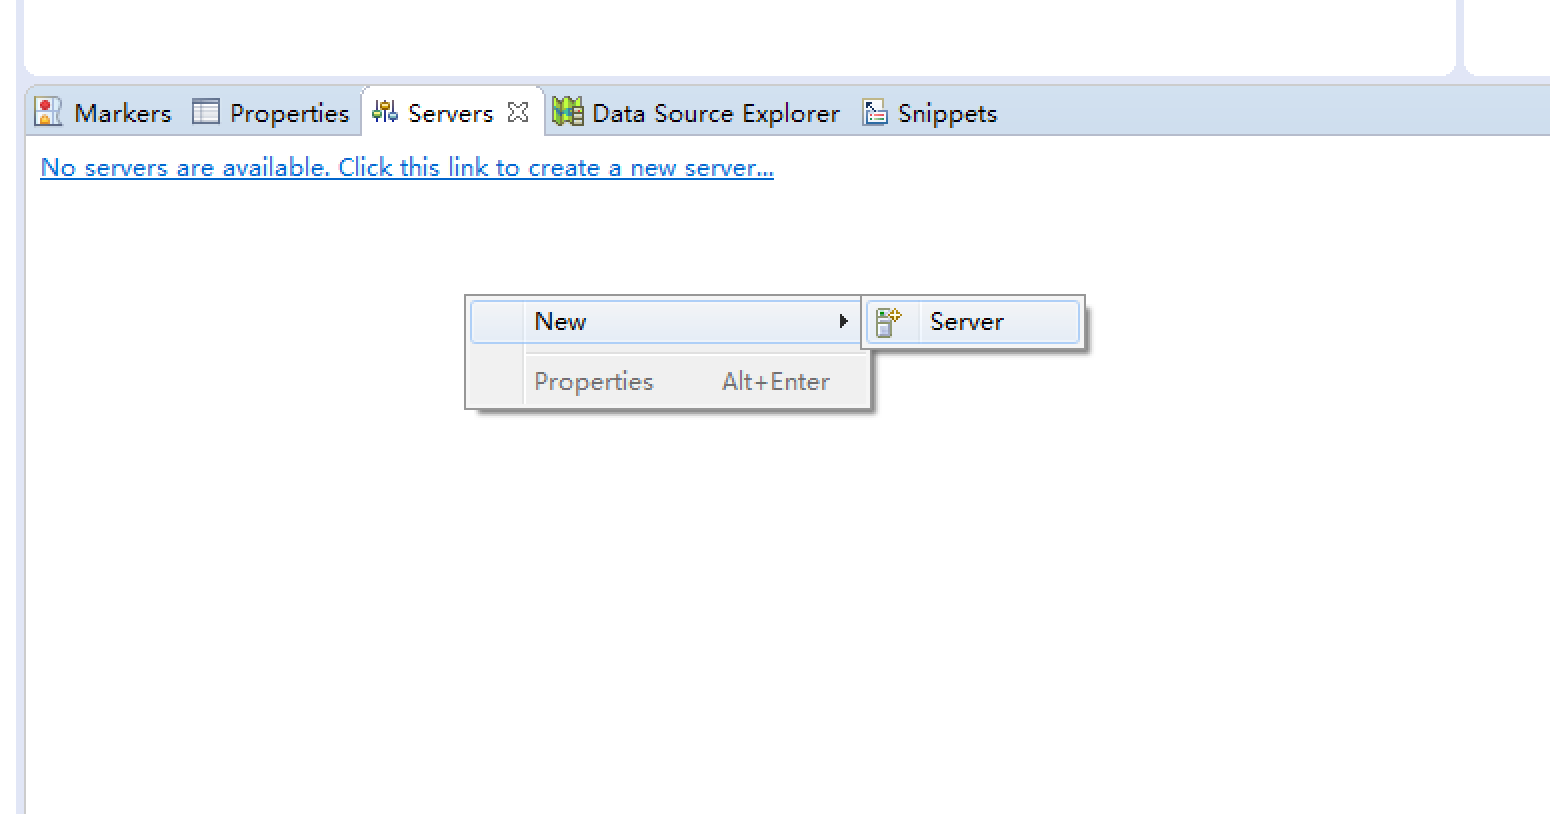 Markers Properties Servers Data Source Explorer Snippets
No servers are available. Click this link to create a new server...
New Server
Properties Alt+Enter